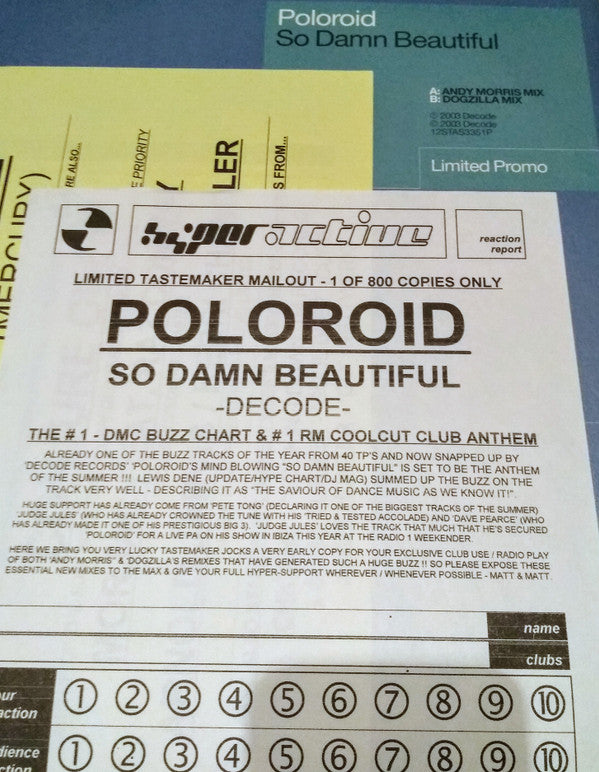 Poloroid
So Damn Beautiful
A: ANDY MORRIS MIX
B: DOGZILLA MIX
℗ 2003 Decode
© 2003 Decode
12STAS3351P
Limited Promo
RE ALSO...
E PRIORITY
LER
S FROM...
MERCURY)
hyperactive
reaction
report
LIMITED TASTEMAKER MAILOUT - 1 OF 800 COPIES ONLY
POLOROID
SO DAMN BEAUTIFUL
-DECODE-
THE # 1 - DMC BUZZ CHART & # 1 RM COOLCUT CLUB ANTHEM
ALREADY ONE OF THE BUZZ TRACKS OF THE YEAR FROM 40 TP'S AND NOW SNAPPED UP BY
'DECODE RECORDS' 'POLOROID'S MIND BLOWING "SO DAMN BEAUTIFUL" IS SET TO BE THE ANTHEM
OF THE SUMMER !!! LEWIS DENE (UPDATE/HYPE CHART/DJ MAG) SUMMED UP THE BUZZ ON THE
TRACK VERY WELL - DESCRIBING IT AS "THE SAVIOUR OF DANCE MUSIC AS WE KNOW IT!".
HUGE SUPPORT HAS ALREADY COME FROM 'PETE TONG' (DECLARING IT ONE OF THE BIGGEST TRACKS OF THE SUMMER)
'JUDGE JULES' (WHO HAS ALREADY CROWNED THE TUNE WITH HIS 'TRIED & TESTED ACCOLADE) AND 'DAVE PEARCE' (WHO
HAS ALREADY MADE IT ONE OF HIS PRESTIGIOUS BIG 3). 'JUDGE JULES' LOVES THE TRACK THAT MUCH THAT HE'S SECURED
'POLOROID' FOR A LIVE PA ON HIS SHOW IN IBIZA THIS YEAR AT THE RADIO 1 WEEKENDER.
HERE WE BRING YOU VERY LUCKY TASTEMAKER JOCKS A VERY EARLY COPY FOR YOUR EXCLUSIVE CLUB USE / RADIO PLAY
OF BOTH 'ANDY MORRIS" & 'DOGZILLA'S REMIXES THAT HAVE GENERATED SUCH A HUGE BUZZ !! SO PLEASE EXPOSE THESE
ESSENTIAL NEW MIXES TO THE MAX & GIVE YOUR FULL HYPER-SUPPORT WHEREVER / WHENEVER POSSIBLE - MATT & MATT.
name
clubs
our
action
① ② ③ ④ ⑤ ⑥ ⑦ ⑧ ⑨ ⑩
dience
ction
① ② ③ ④ ⑤ ⑥ ⑦ ⑧ ⑨ ⑩